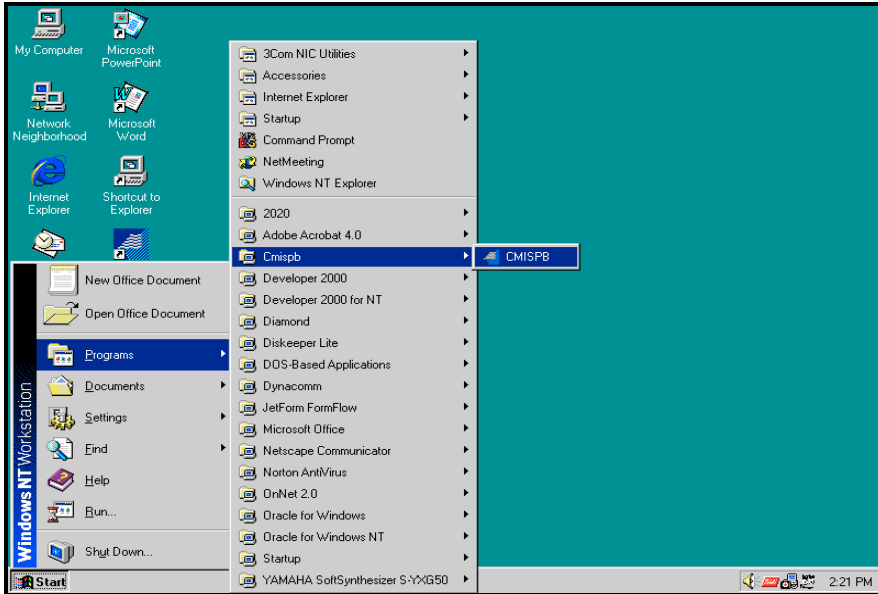 My Computer
Microsoft
PowerPoint
Network
Neighborhood
Microsoft
Word
Internet
Explorer
Shortcut to
Explorer
New Office Document
Open Office Document
Programs
Documents
Settings
Find
Help
Run...
Shut Down...
Windows NT Workstation
3Com NIC Utilities
Accessories
Internet Explorer
Startup
Command Prompt
NetMeeting
Windows NT Explorer
2020
Adobe Acrobat 4.0
Cmispb
Developer 2000
Developer 2000 for NT
Diamond
Diskeeper Lite
DOS-Based Applications
Dynacomm
JetForm FormFlow
Microsoft Office
Netscape Communicator
Norton AntiVirus
OnNet 2.0
Oracle for Windows
Oracle for Windows NT
Startup
YAMAHA SoftSynthesizer S-YXG50
CMISPB
Start
2:21 PM